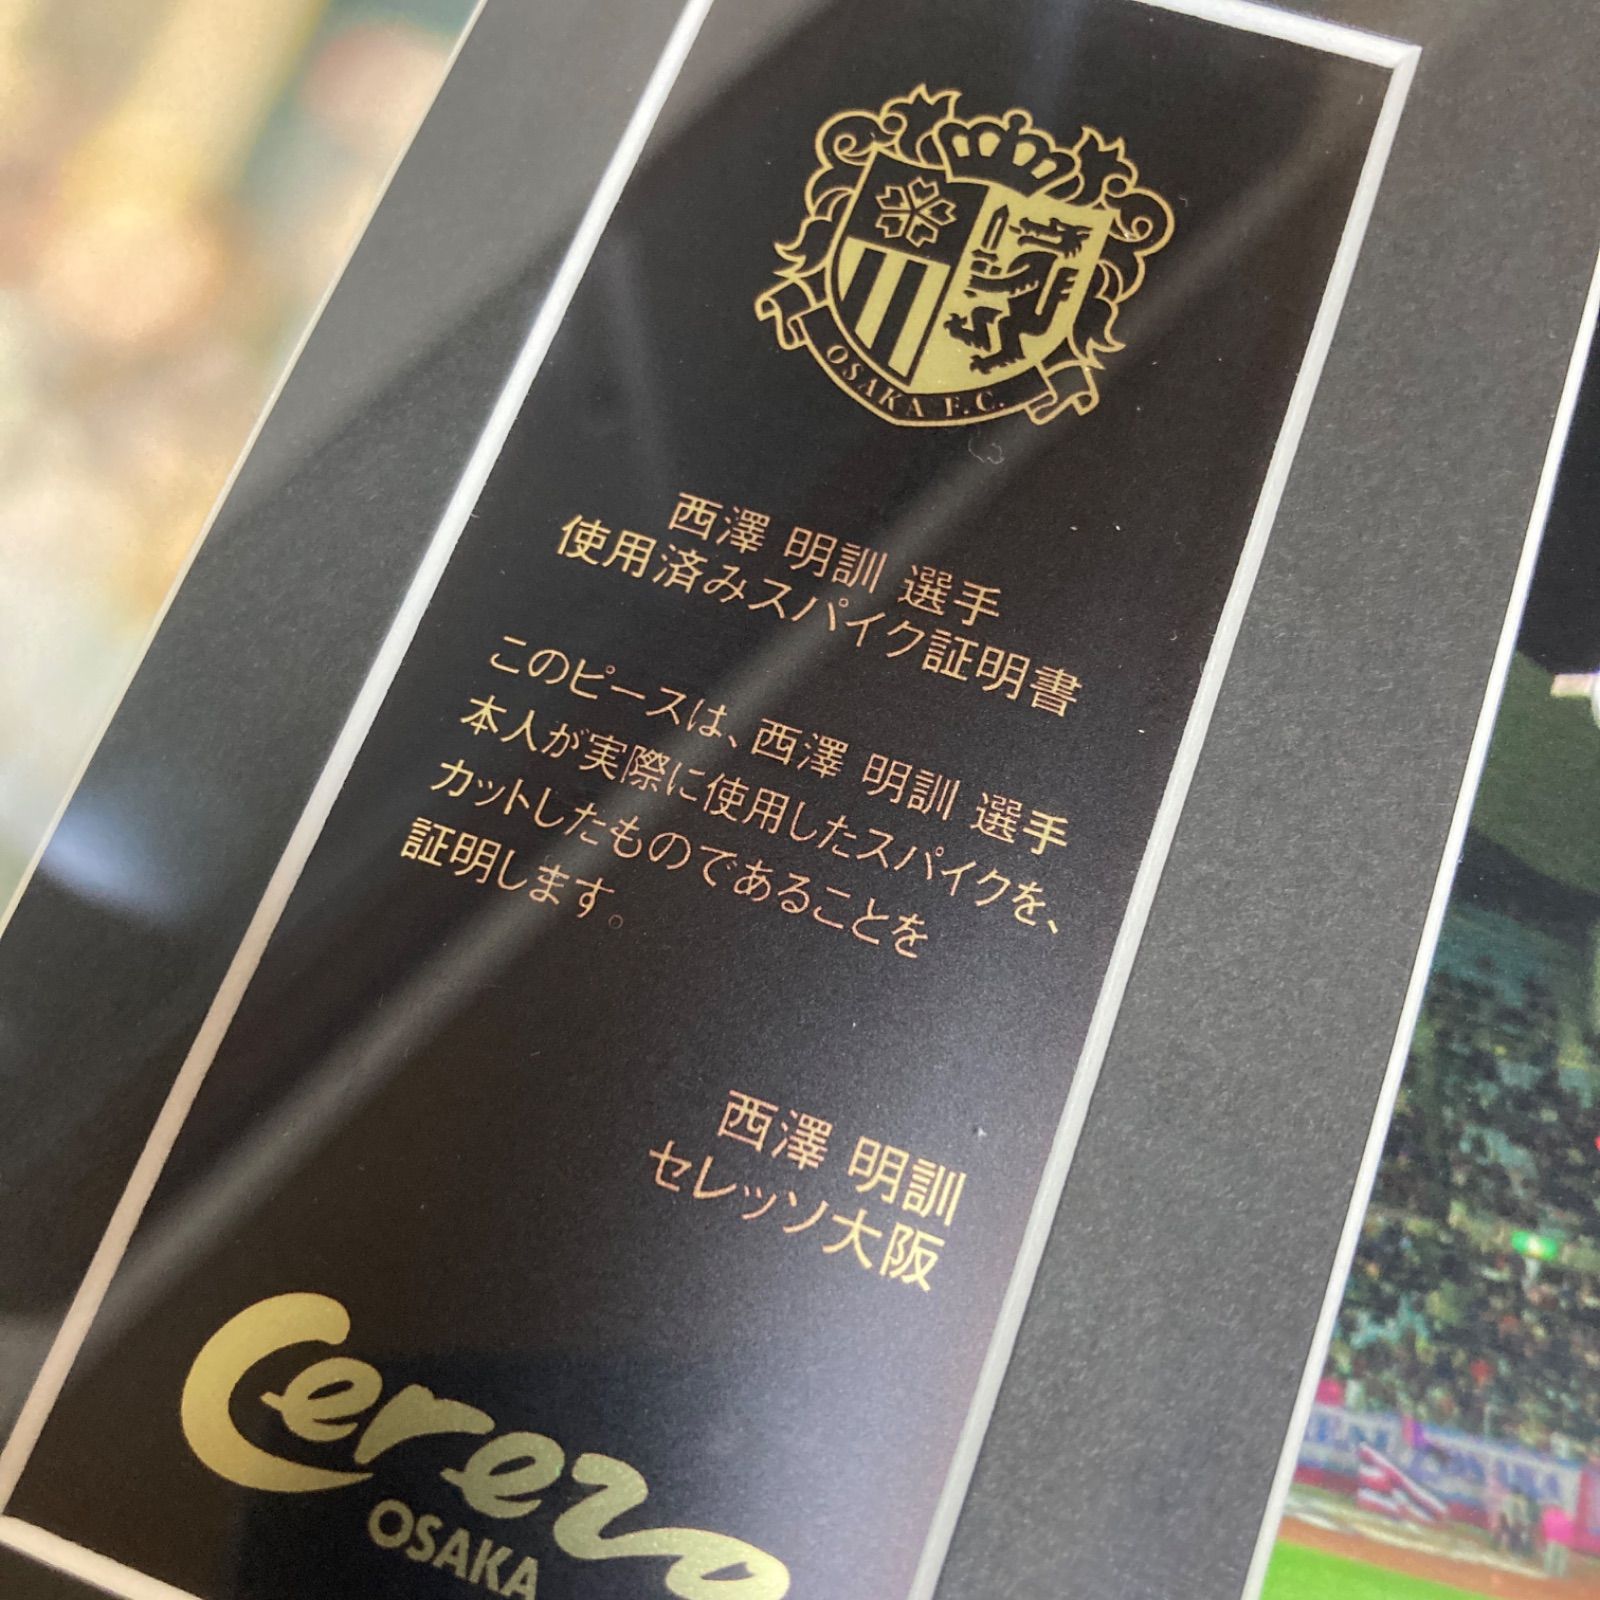 OSAKA F.C.
西澤 明訓 選手
使用済みスパイク証明書
このピースは、西澤 明訓 選手
本人が実際に使用したスパイクを、
カットしたものであることを
証明します。
西澤 明訓
セレッソ大阪
Cerezo
OSAKA